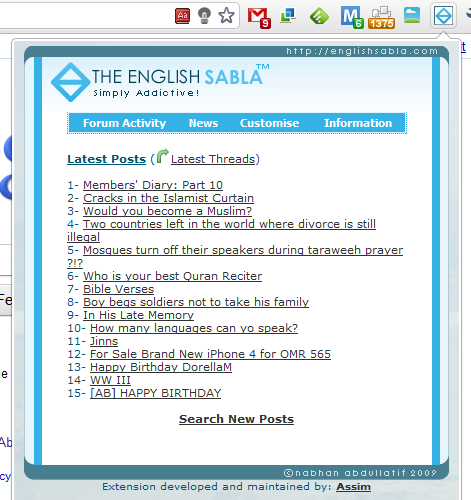 9
6
1375
http://englishsabla.com
THE ENGLISH SABLA™
Simply Addictive!
Forum Activity News Customise Information
Latest Posts (Latest Threads)
1- Members' Diary: Part 10
2- Cracks in the Islamist Curtain
3- Would you become a Muslim?
4- Two countries left in the world where divorce is still
illegal
5- Mosques turn off their speakers during taraweeh prayer
?!?
6- Who is your best Quran Reciter
7- Bible Verses
8- Boy begs soldiers not to take his family
9- In His Late Memory
10- How many languages can yo speak?
11- Jinns
12- For Sale Brand New iPhone 4 for OMR 565
13- Happy Birthday DorellaM
14- WW III
15- [AB] HAPPY BIRTHDAY
Search New Posts
©nabhan abdullatif 2009
Extension developed and maintained by: Assim